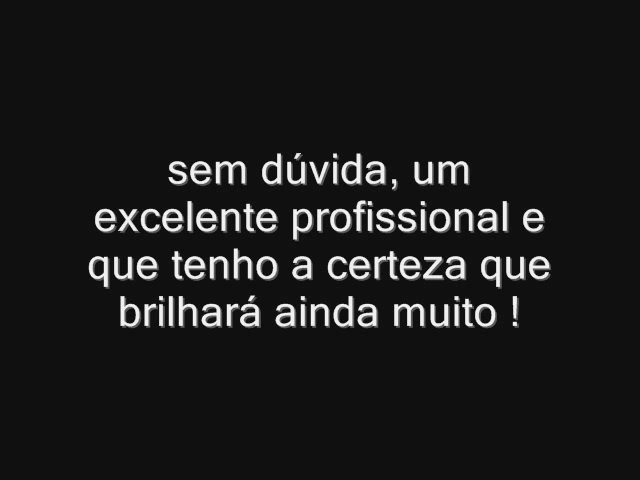 sem dúvida, um
excelente profissional e
que tenho a certeza que
brilhará ainda muito !